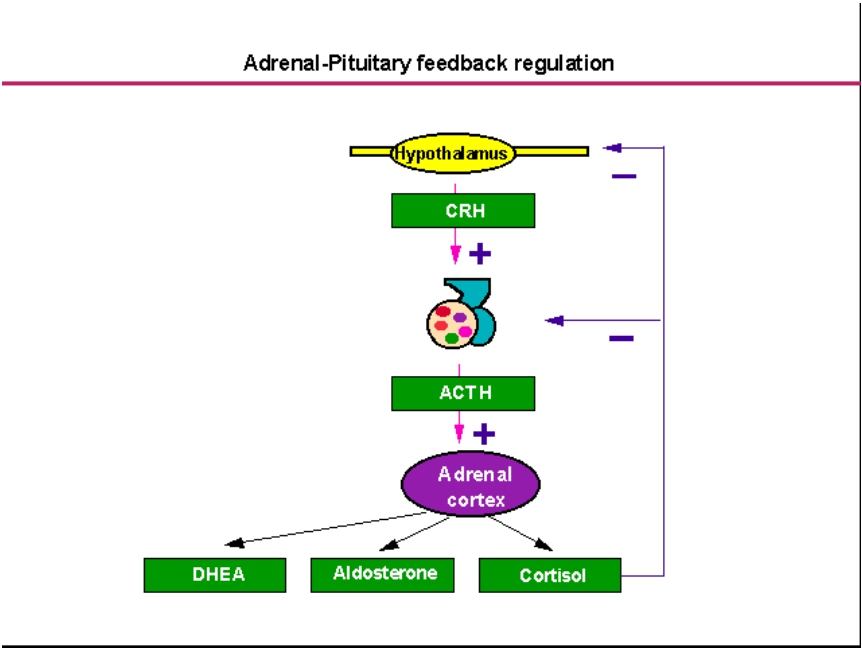 Adrenal-Pituitary feedback regulation
Hypothalamus
−
CRH
+
−
ACTH
+
Adrenal
cortex
DHEA
Aldosterone
Cortisol